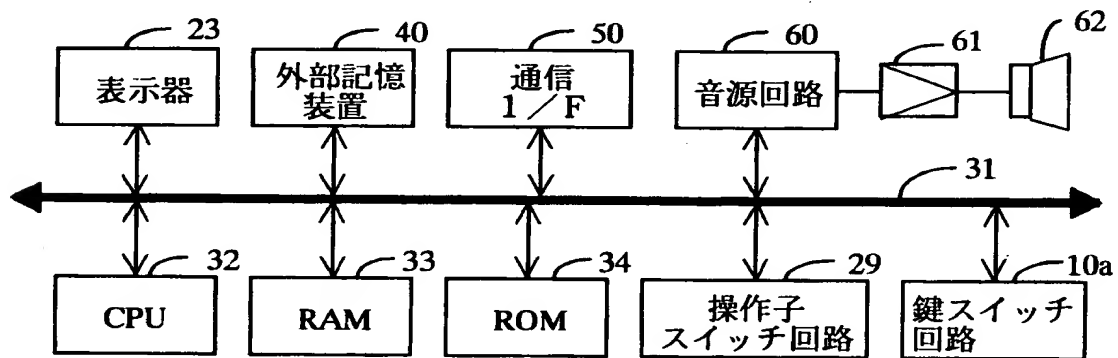 23
40
50
60
61
62
表示器
外部記憶
装置
通信
1/F
音源回路
31
32
33
34
29
10a
CPU
RAM
ROM
操作子
スイッチ回路
鍵スイッチ
回路